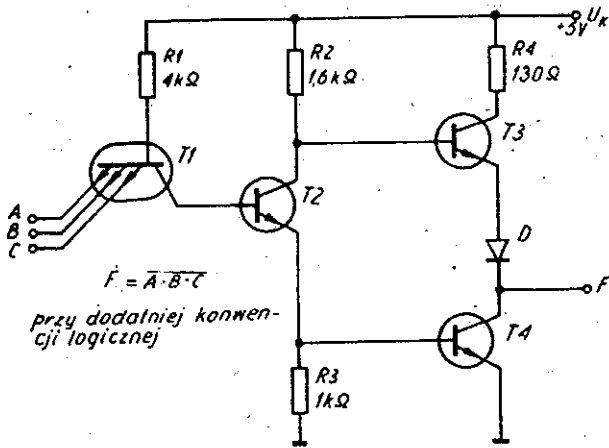 U_K
+5V
R1
4kΩ
R2
1,6kΩ
R4
130Ω
T1
T3
A
B
C
T2
D
F = \overline{A·B·C}
F
przy dodatniej konwen-
cji logicznej
T4
R3
1kΩ